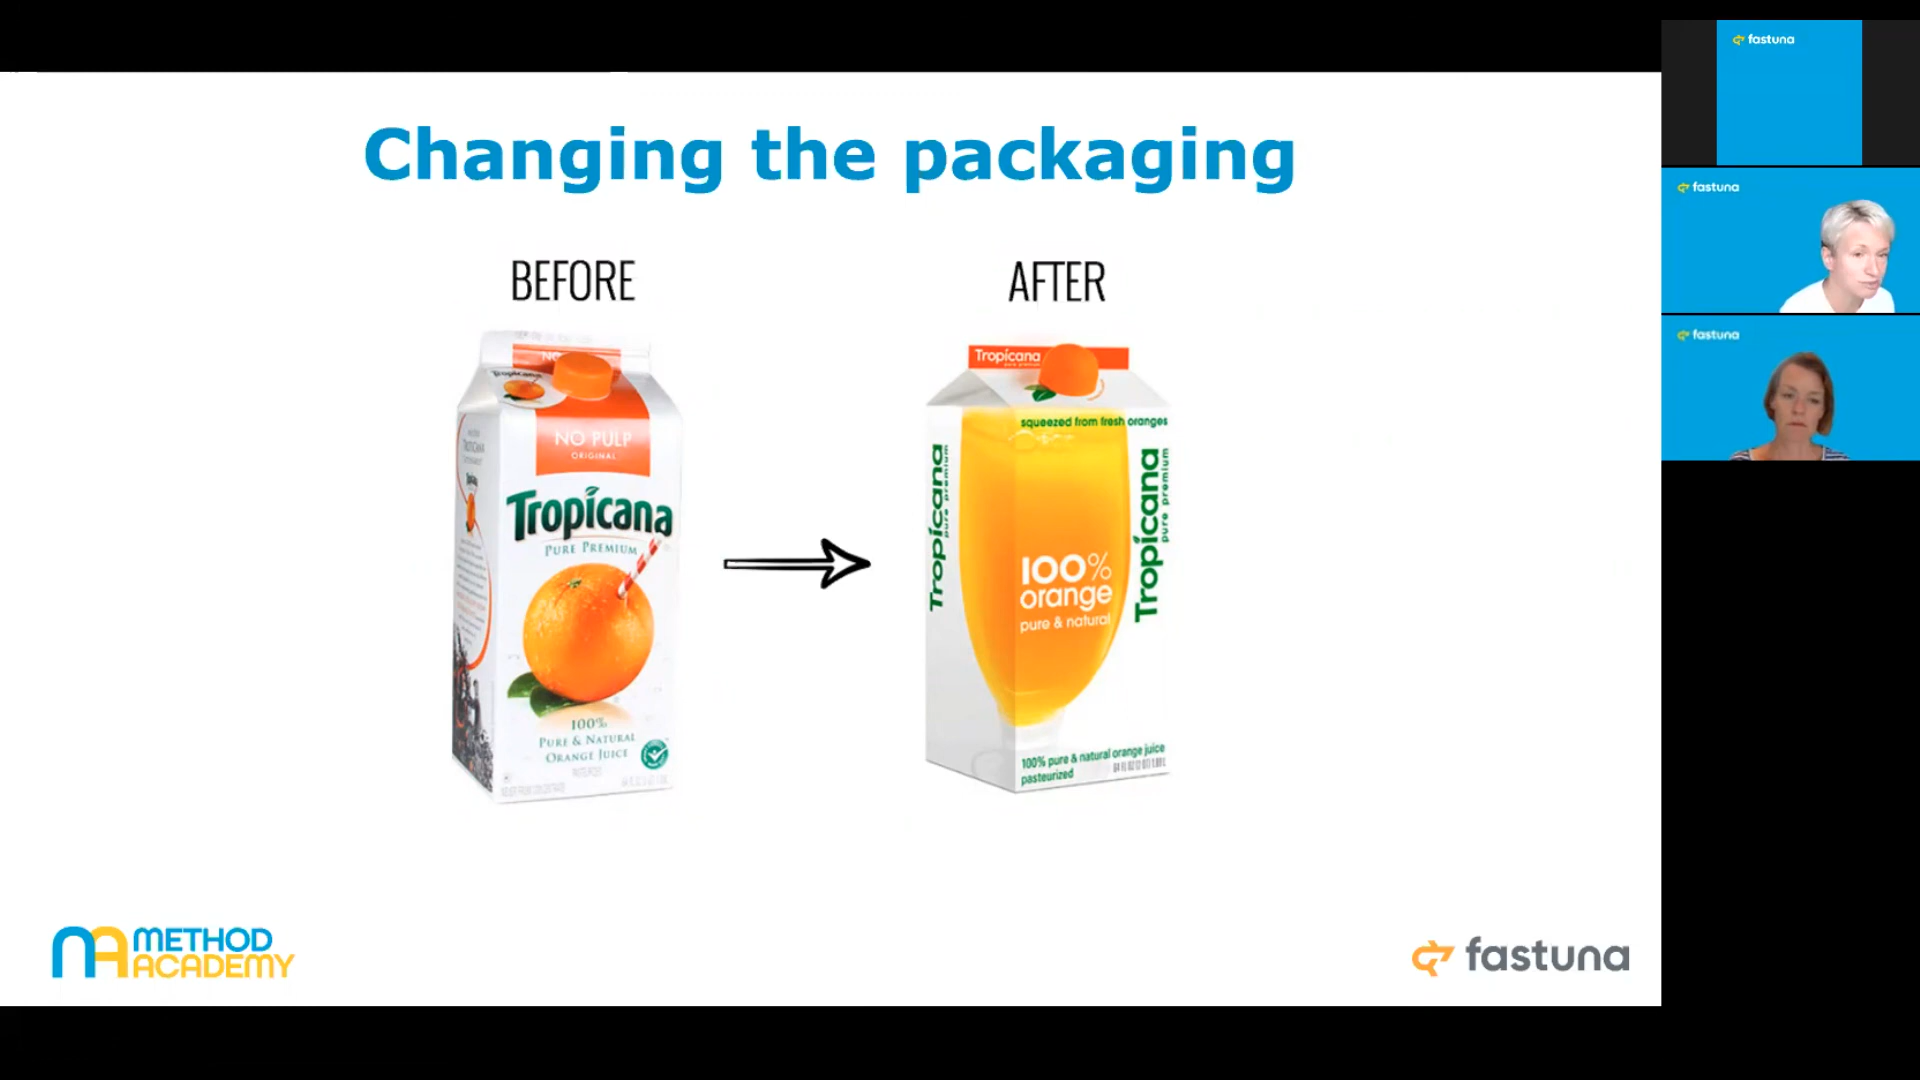 Changing the packaging
BEFORE
AFTER
NO
Tropicana
NO PULP
ORIGINAL
Tropicana
PURE PREMIUM
100%
PURE & NATURAL
ORANGE JUICE
Tropicana
squeezed from fresh oranges
Tropicana
pure premium
100%
orange
pure & natural
Tropicana
pure premium
100% pure & natural orange juice
pasteurized
METHOD
ACADEMY
fastuna
fastuna
fastuna
fastuna